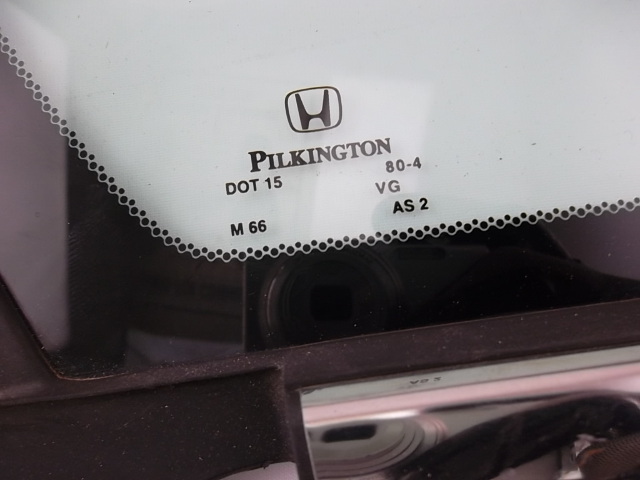 PILKINGTON
DOT 15 80-4
VG
M 66 AS 2